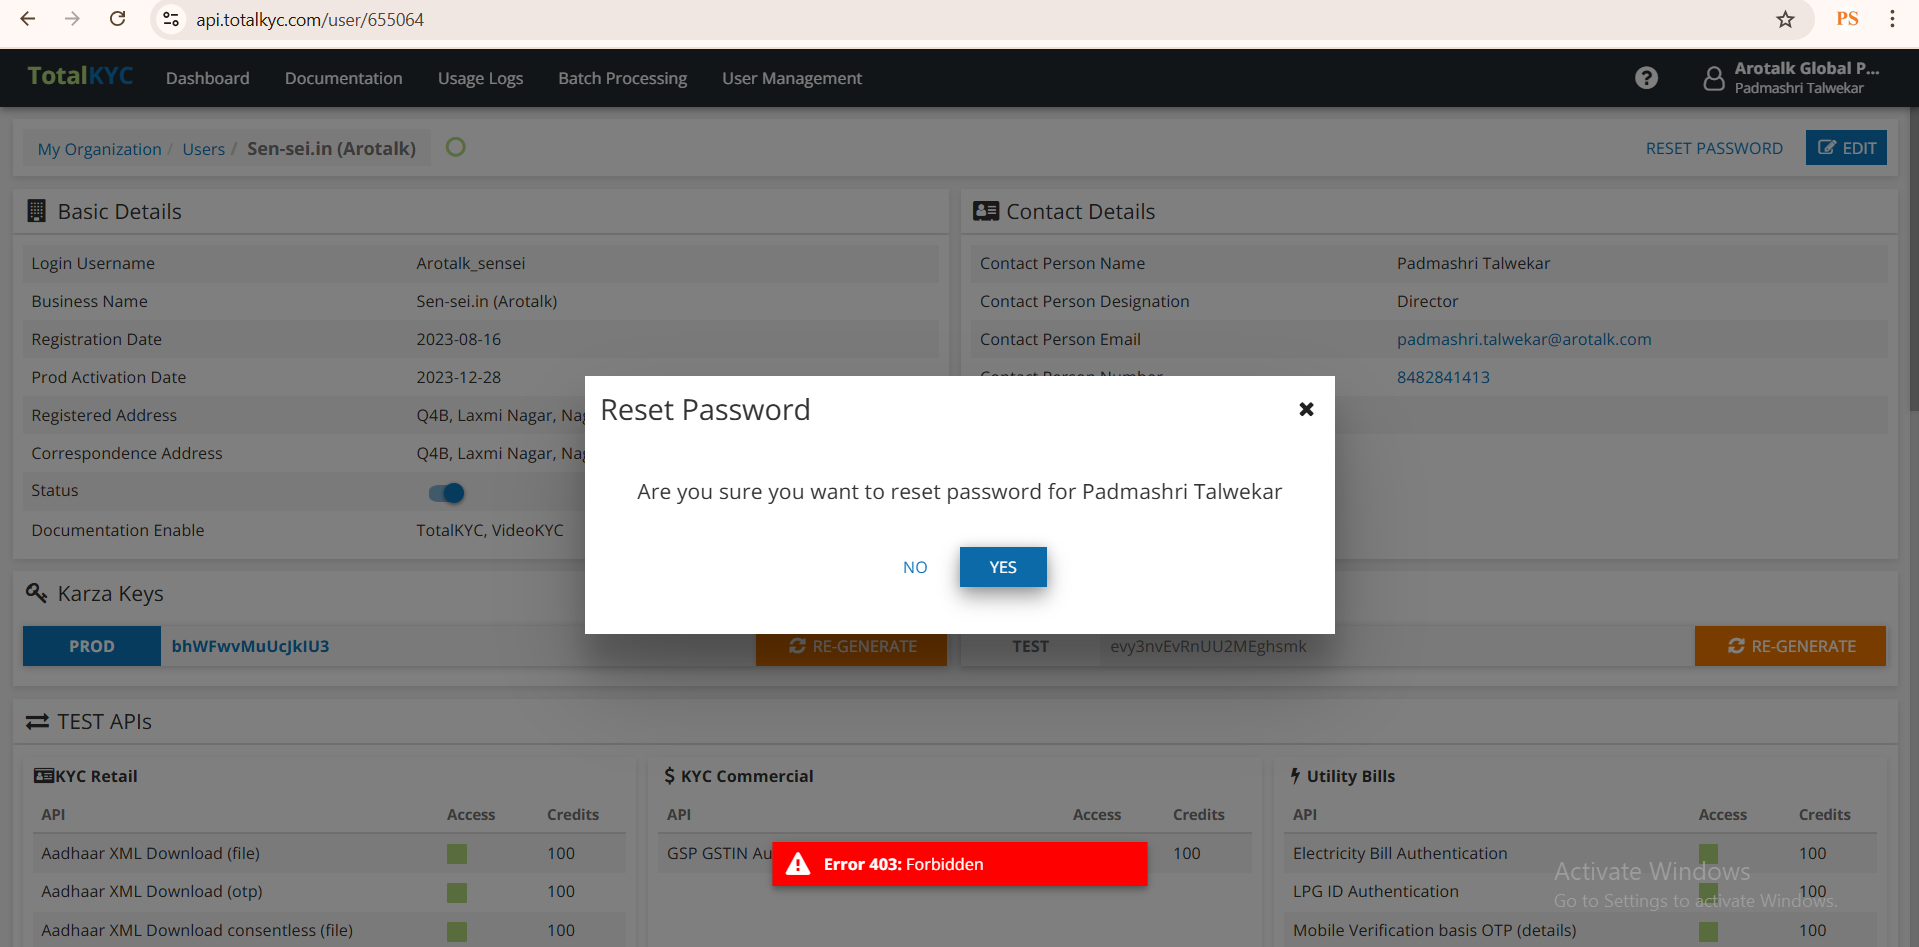 api.totalkyc.com/user/655064
PS
TotalKYC Dashboard Documentation Usage Logs Batch Processing User Management
Arotalk Global P...
Padmashri Talwekar
My Organization / Users / Sen-sei.in (Arotalk)
RESET PASSWORD EDIT
Basic Details
Login Username Arotalk_sensei
Business Name Sen-sei.in (Arotalk)
Registration Date 2023-08-16
Prod Activation Date 2023-12-28
Registered Address Q4B, Laxmi Nagar,
Correspondence Address Q4B, Laxmi Nagar,
Status
Documentation Enable TotalKYC, VideoKYC
Contact Details
Contact Person Name Padmashri Talwekar
Contact Person Designation Director
Contact Person Email padmashri.talwekar@arotalk.com
Contact Person Number 8482841413
Reset Password
Are you sure you want to reset password for Padmashri Talwekar
NO YES
Karza Keys
PROD bhWFwvMuUcJkIU3 RE-GENERATE
TEST evy3nvEvRnUU2MEghsmk RE-GENERATE
TEST APIs
KYC Retail
API Access Credits
Aadhaar XML Download (file) 100
Aadhaar XML Download (otp) 100
Aadhaar XML Download consentless (file) 100
$ KYC Commercial
API Access Credits
GSP GSTIN 100
Error 403: Forbidden
Utility Bills
API Access Credits
Electricity Bill Authentication 100
LPG ID Authentication 100
Mobile Verification basis OTP (details) 100
Activate Windows
Go to Settings to activate Windows.